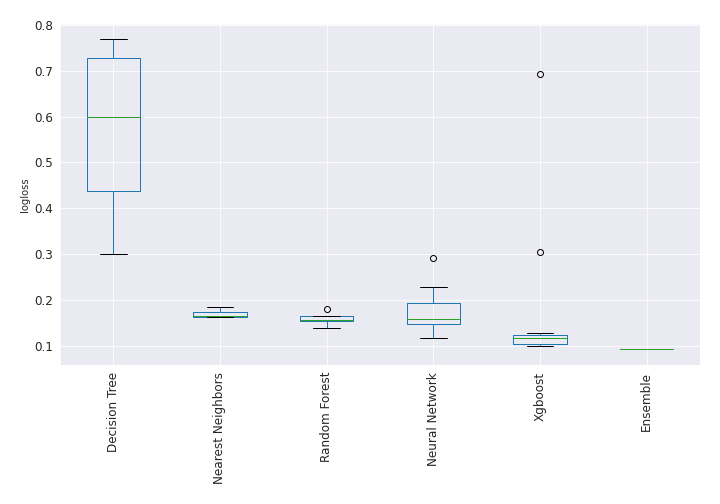 logloss
0.8
0.7
0.6
0.5
0.4
0.3
0.2
0.1
Decision Tree
Nearest Neighbors
Random Forest
Neural Network
Xgboost
Ensemble